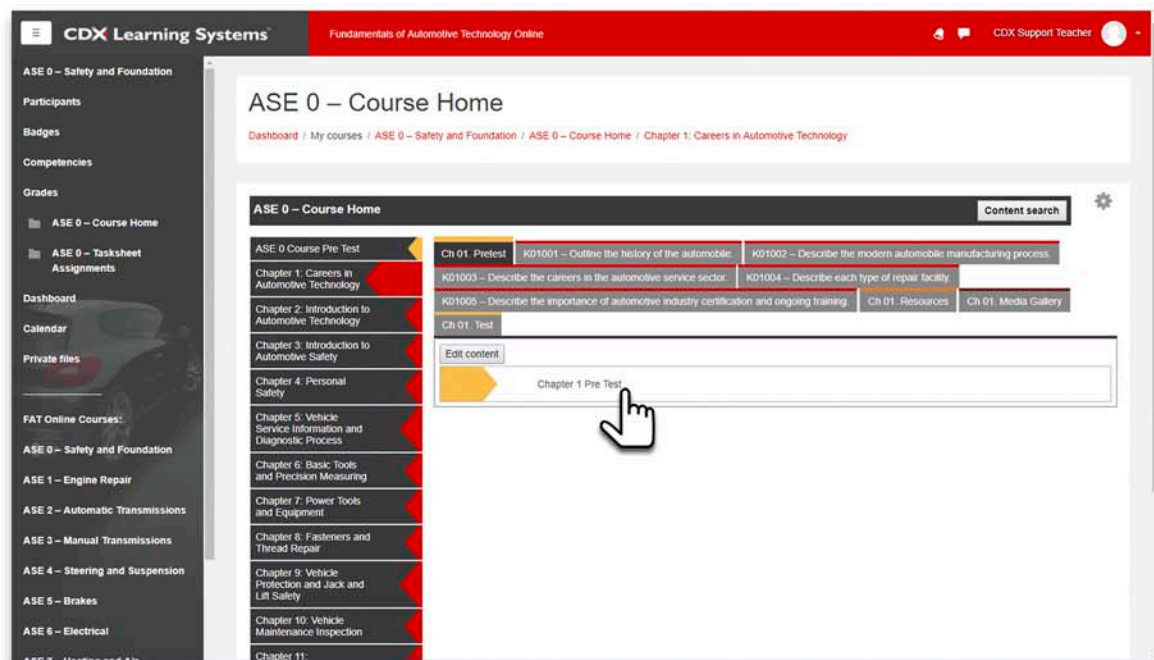 CDX Learning Systems
Fundamentals of Automotive Technology Online
CDX Support Teacher
ASE 0 – Safety and Foundation
Participants
Badges
Competencies
Grades
ASE 0 – Course Home
ASE 0 – Tasksheet
Assignments
Dashboard
Calendar
Private files
FAT Online Courses:
ASE 0 – Safety and Foundation
ASE 1 – Engine Repair
ASE 2 – Automatic Transmissions
ASE 3 – Manual Transmissions
ASE 4 – Steering and Suspension
ASE 5 – Brakes
ASE 6 – Electrical
ASE 7 – Heating and Air
ASE 0 – Course Home
Dashboard / My courses / ASE 0 – Safety and Foundation / ASE 0 – Course Home / Chapter 1: Careers in Automotive Technology
ASE 0 – Course Home
Content search
ASE 0 Course Pre Test
Chapter 1: Careers in
Automotive Technology
Chapter 2: Introduction to
Automotive Technology
Chapter 3: Introduction to
Automotive Safety
Chapter 4: Personal
Safety
Chapter 5: Vehicle
Service Information and
Diagnostic Process
Chapter 6: Basic Tools
and Precision Measuring
Chapter 7: Power Tools
and Equipment
Chapter 8: Fasteners and
Thread Repair
Chapter 9: Vehicle
Protection and Jack and
Lift Safety
Chapter 10: Vehicle
Maintenance Inspection
Chapter 11:
Ch 01. Pretest
K01001 – Outline the history of the automobile.
K01002 – Describe the modern automobile manufacturing process.
K01003 – Describe the careers in the automotive service sector.
K01004 – Describe each type of repair facility.
K01005 – Describe the importance of automotive industry certification and ongoing training.
Ch 01. Resources
Ch 01. Media Gallery
Ch 01. Test
Edit content
Chapter 1 Pre Test